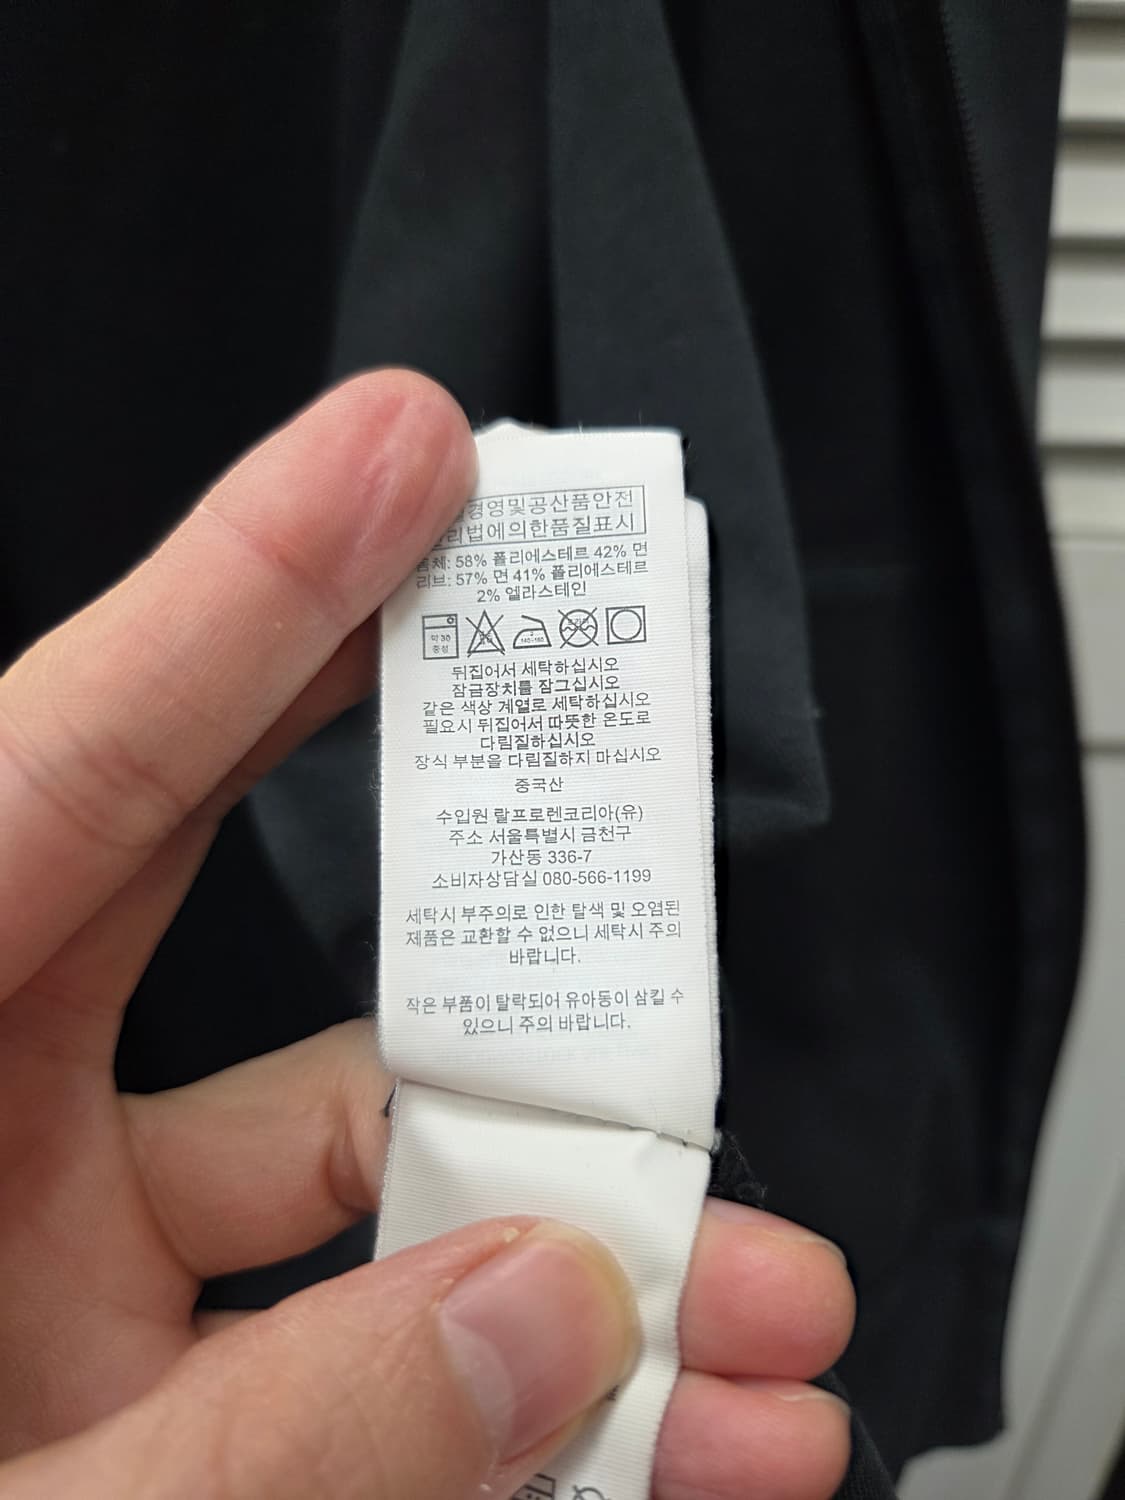 경영및공산품안전
리법에의한품질표시
몸체: 58% 폴리에스테르 42% 면
리브: 57% 면 41% 폴리에스테르
2% 엘라스테인
약 30
중성
140~160
드라이
뒤집어서 세탁하십시오
잠금장치를 잠그십시오
같은 색상 계열로 세탁하십시오
필요시 뒤집어서 따뜻한 온도로
다림질하십시오
장식 부분을 다림질하지 마십시오
중국산
수입원 랄프로렌코리아(유)
주소 서울특별시 금천구
가산동 336-7
소비자상담실 080-566-1199
세탁시 부주의로 인한 탈색 및 오염된
제품은 교환할 수 없으니 세탁시 주의
바랍니다.
작은 부품이 탈락되어 유아동이 삼킬 수
있으니 주의 바랍니다.